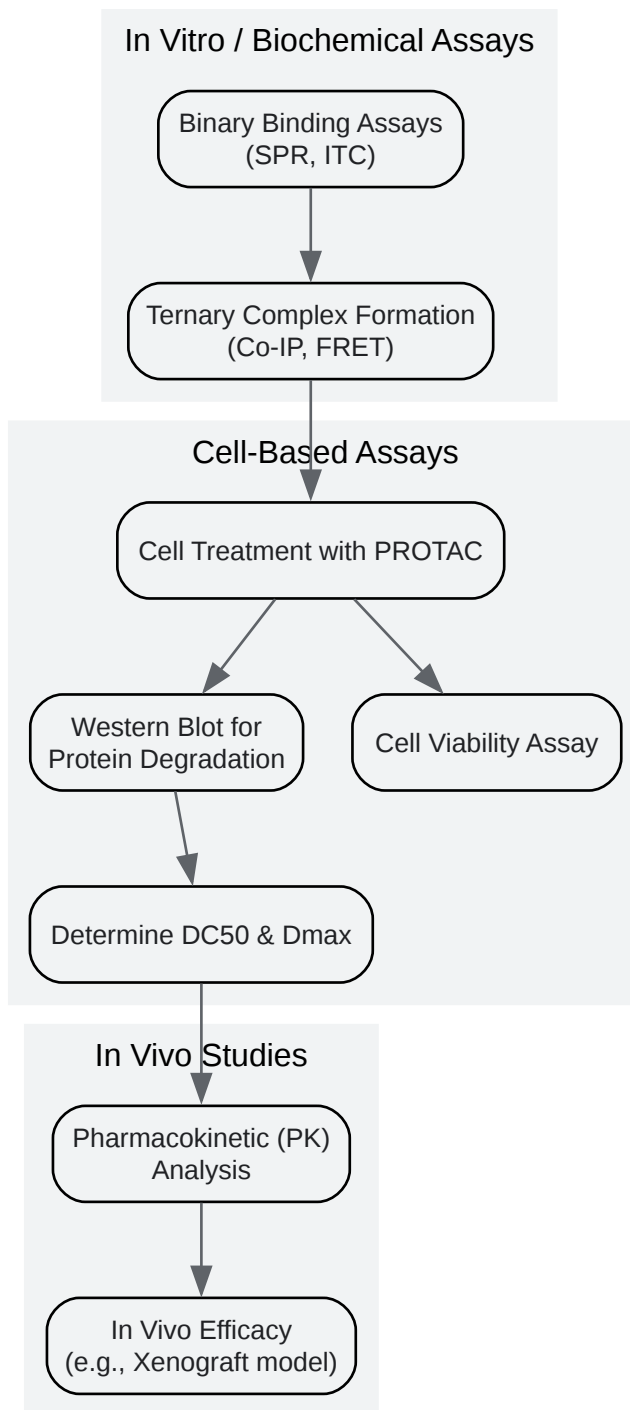 In Vitro / Biochemical Assays
Binary Binding Assays
(SPR, ITC)
Ternary Complex Formation
(Co-IP, FRET)
Cell-Based Assays
Cell Treatment with PROTAC
Western Blot for
Protein Degradation
Cell Viability Assay
Determine DC50 & Dmax
In Vivo Studies
Pharmacokinetic (PK)
Analysis
In Vivo Efficacy
(e.g., Xenograft model)